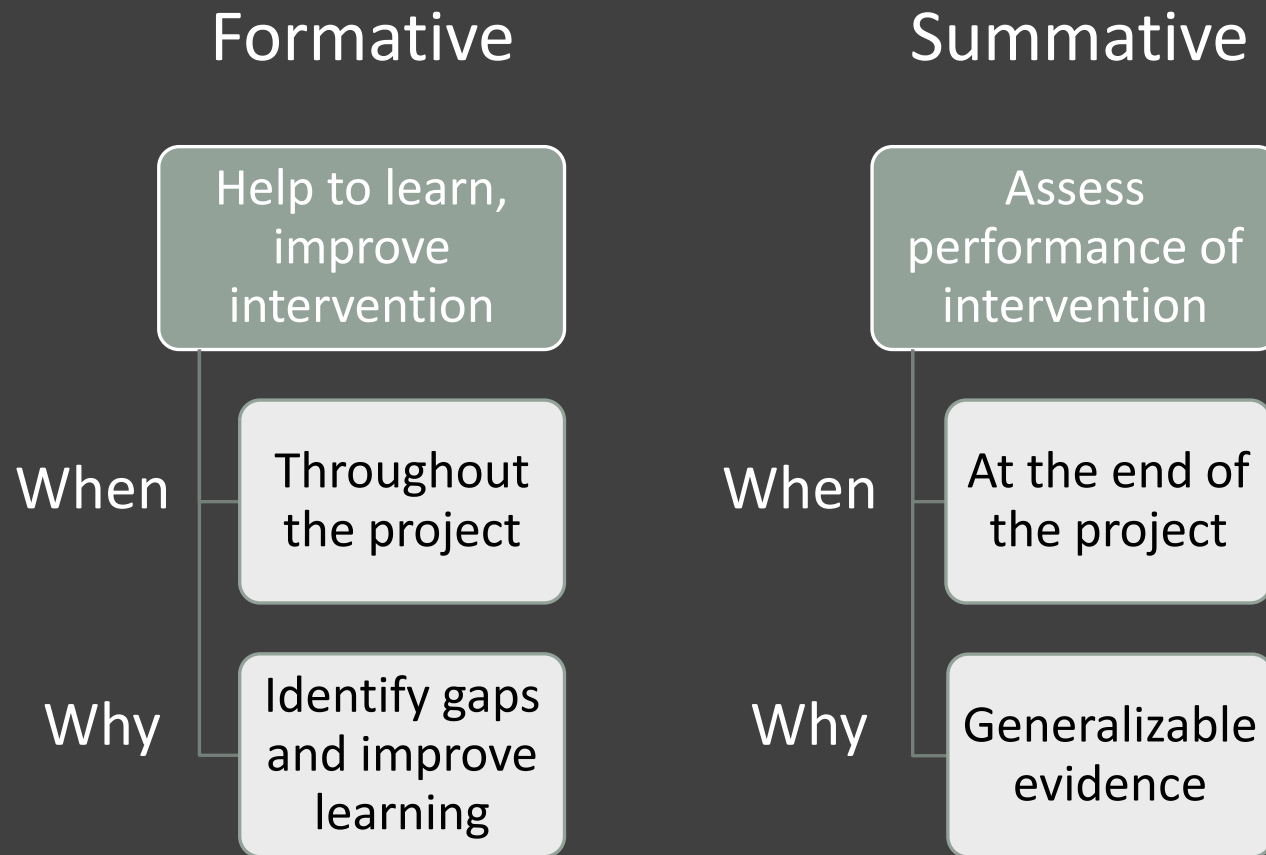 Formative
Help to learn,
improve
intervention
When
Throughout
the project
Why
Identify gaps
and improve
learning
Summative
Assess
performance of
intervention
When
At the end of
the project
Why
Generalizable
evidence